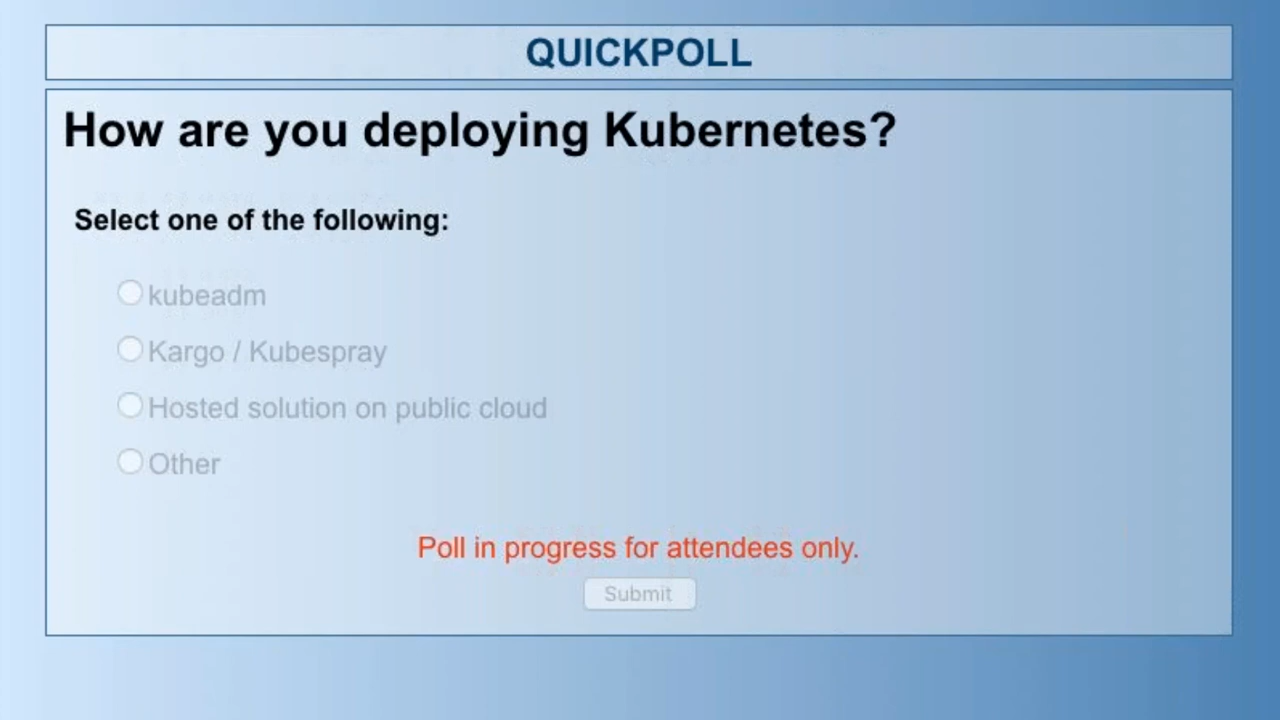 QUICKPOLL
How are you deploying Kubernetes?
Select one of the following:
kubeadm
Kargo / Kubespray
Hosted solution on public cloud
Other
Poll in progress for attendees only.
Submit